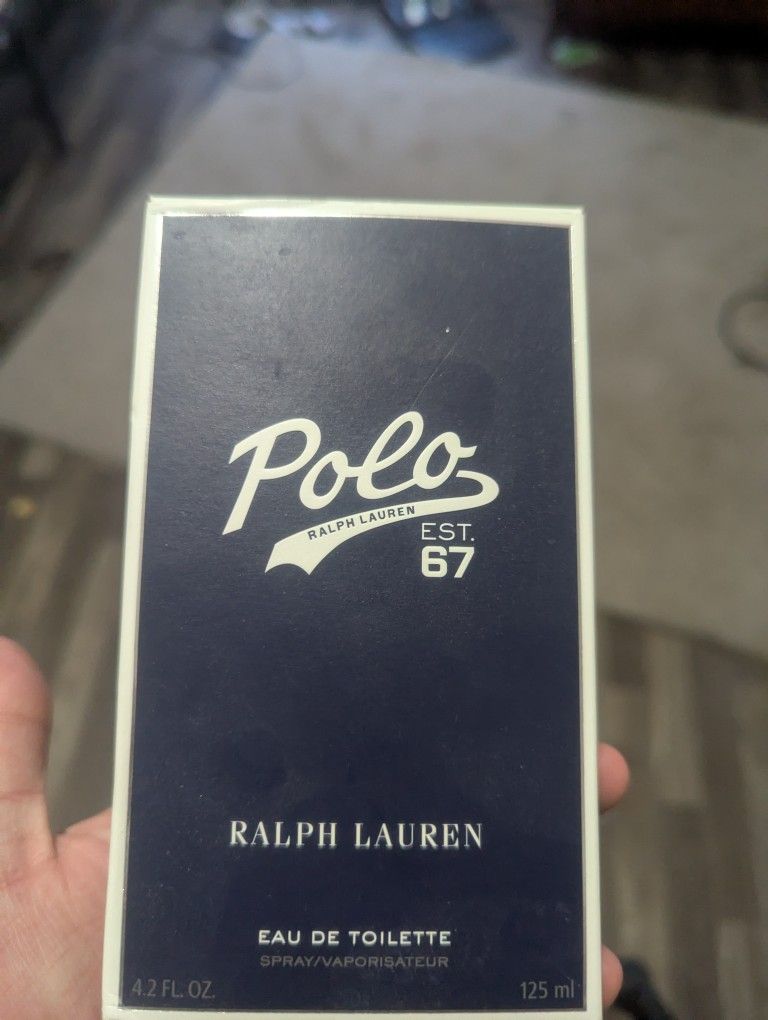 Polo
RALPH LAUREN
EST.
67
RALPH LAUREN
EAU DE TOILETTE
SPRAY/VAPORISATEUR
4.2 FL. OZ. 125 ml